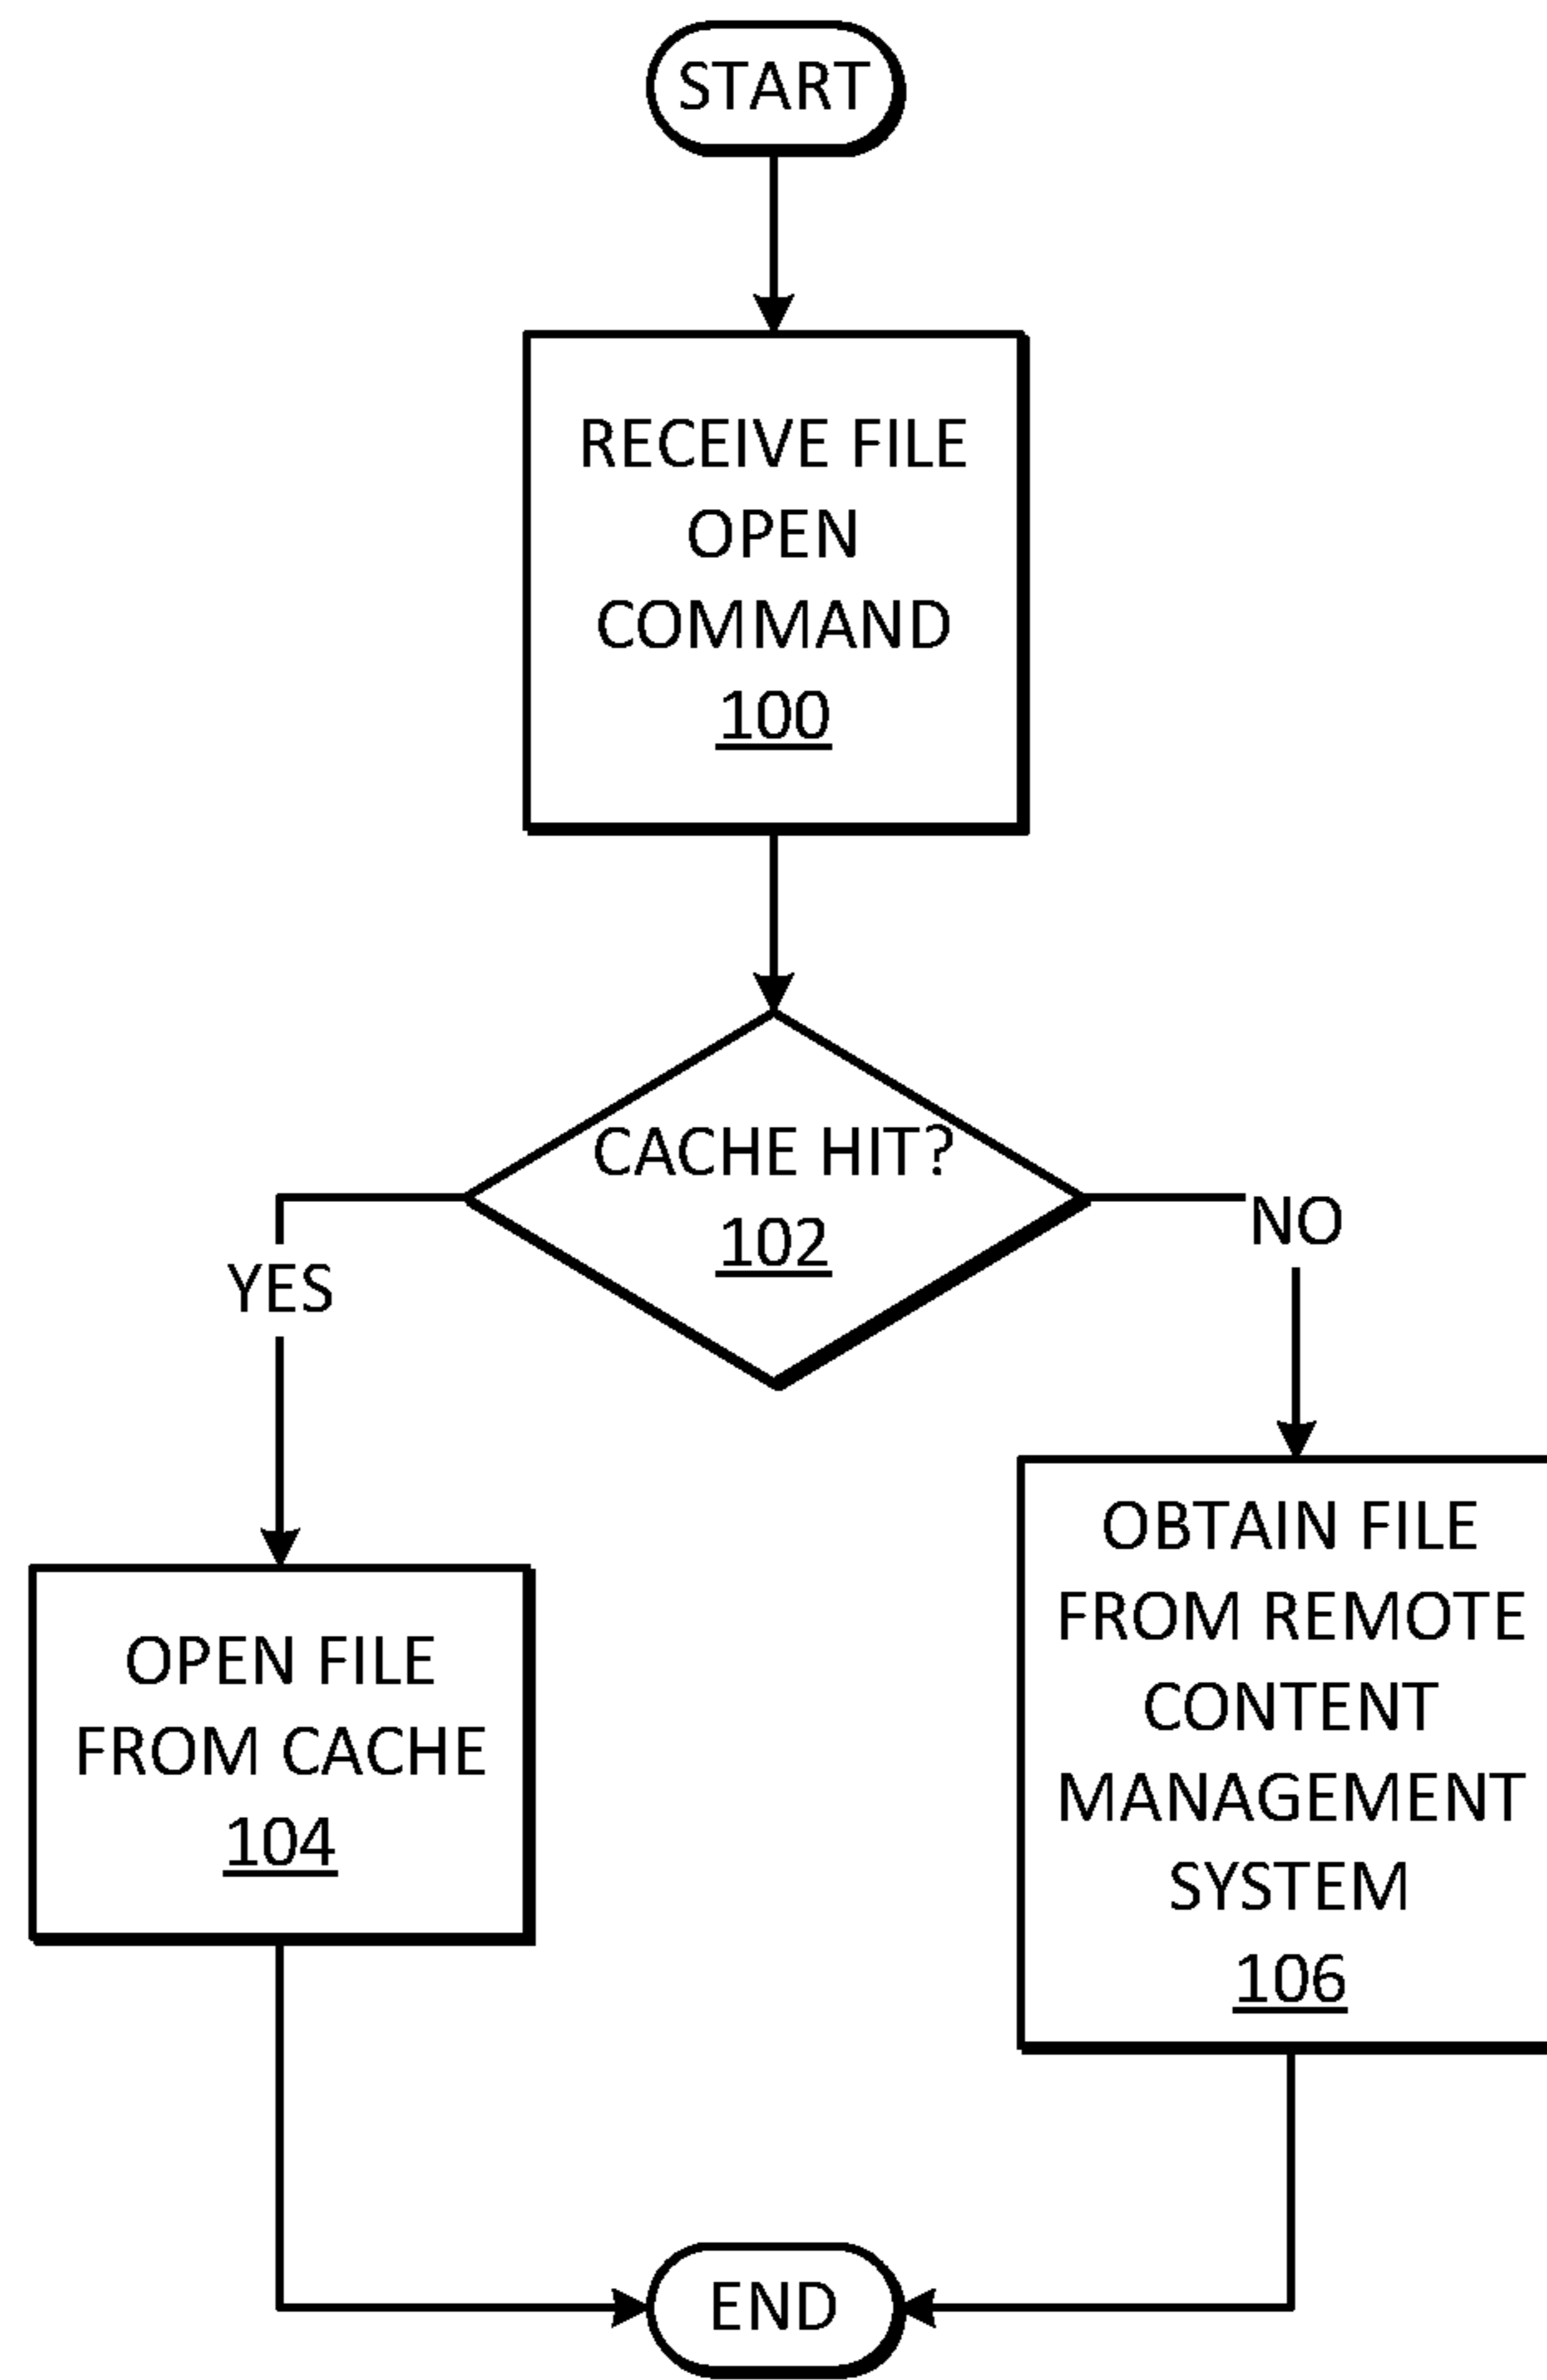 START
RECEIVE FILE
OPEN
COMMAND
100
CACHE HIT?
102
YES
NO
OPEN FILE
FROM CACHE
104
OBTAIN FILE
FROM REMOTE
CONTENT
MANAGEMENT
SYSTEM
106
END